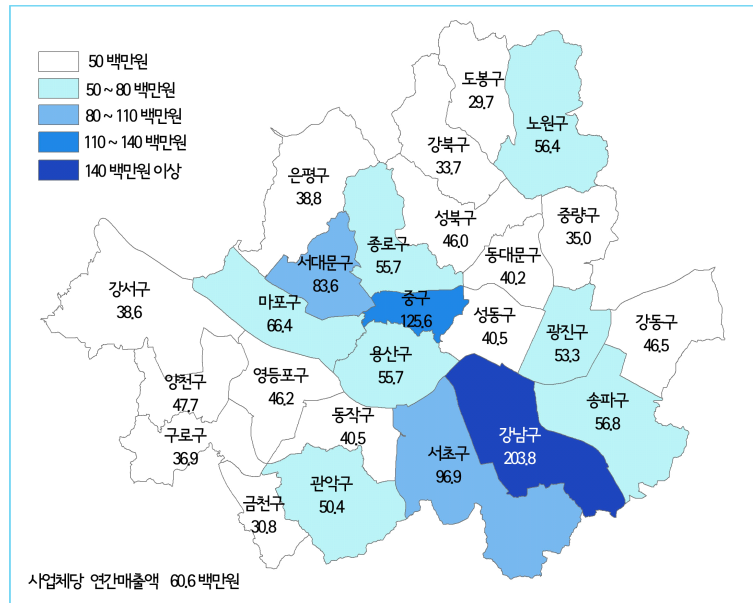 50 백만원
50 ~ 80 백만원
80 ~ 110 백만원
110 ~ 140 백만원
140 백만원 이상
도봉구
29.7
노원구
56.4
강북구
33.7
은평구
38.8
성북구
46.0
중량구
35.0
종로구
55.7
동대문구
40.2
서대문구
83.6
강서구
38.6
마포구
66.4
중구
125.6
성동구
40.5
광진구
53.3
강동구
46.5
용산구
55.7
양천구
47.7
영등포구
46.2
송파구
56.8
동작구
40.5
구로구
36.9
강남구
203.8
서초구
96.9
관악구
50.4
금천구
30.8
사업체당 연간매출액 60.6 백만원